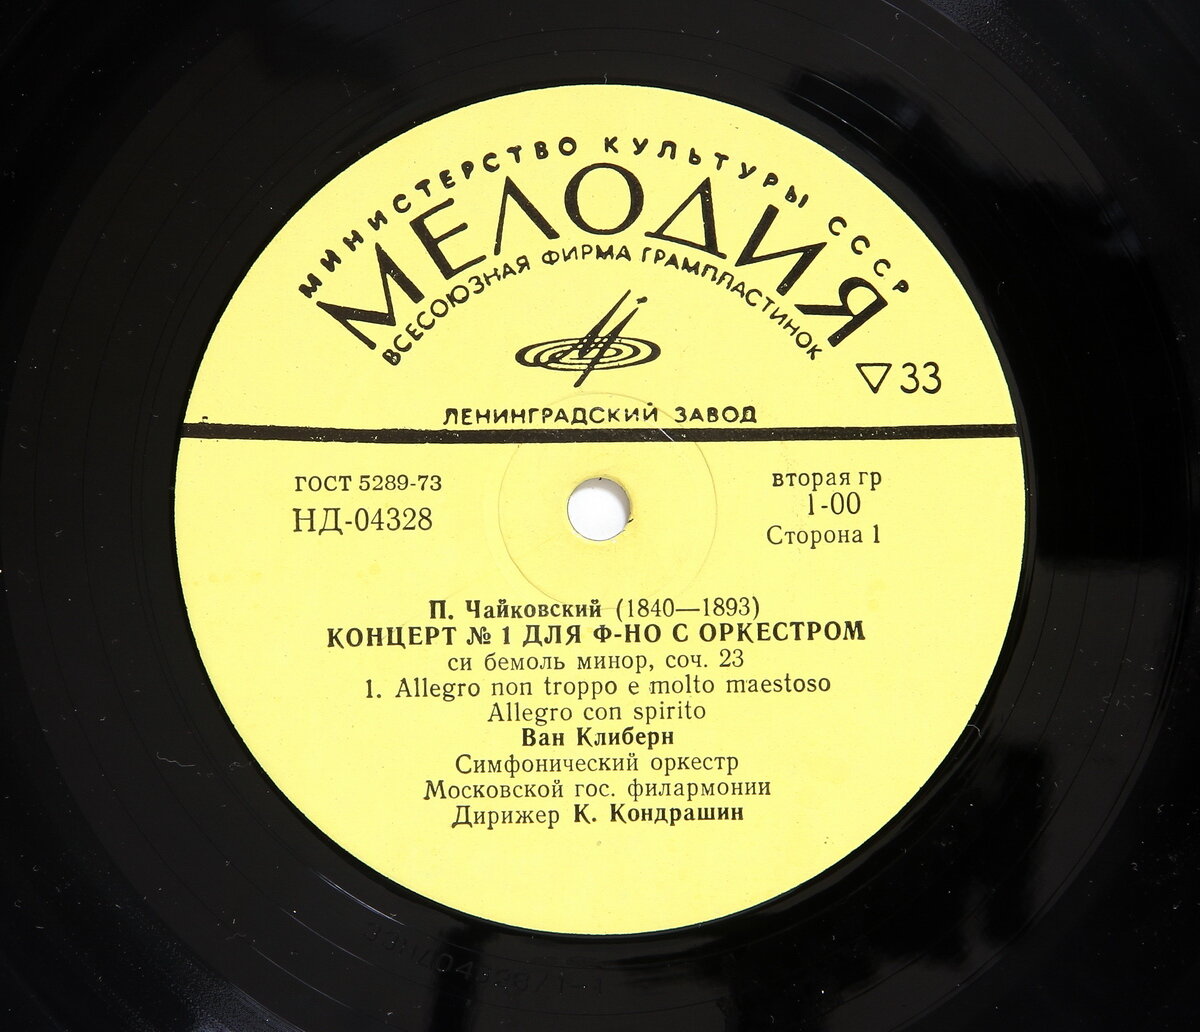 МИНИСТЕРСТВО КУЛЬТУРЫ СССР
МЕЛОДИЯ
ВСЕСОЮЗНАЯ ФИРМА ГРАМПЛАСТИНОК
▽33
ЛЕНИНГРАДСКИЙ ЗАВОД
ГОСТ 5289-73
НД-04328
вторая гр
1-00
Сторона 1
П. Чайковский (1840—1893)
КОНЦЕРТ № 1 ДЛЯ Ф-НО С ОРКЕСТРОМ
си бемоль минор, соч. 23
1. Allegro non troppo e molto maestoso
Allegro con spirito
Ван Клиберн
Симфонический оркестр
Московской гос. филармонии
Дирижер К. Кондрашин